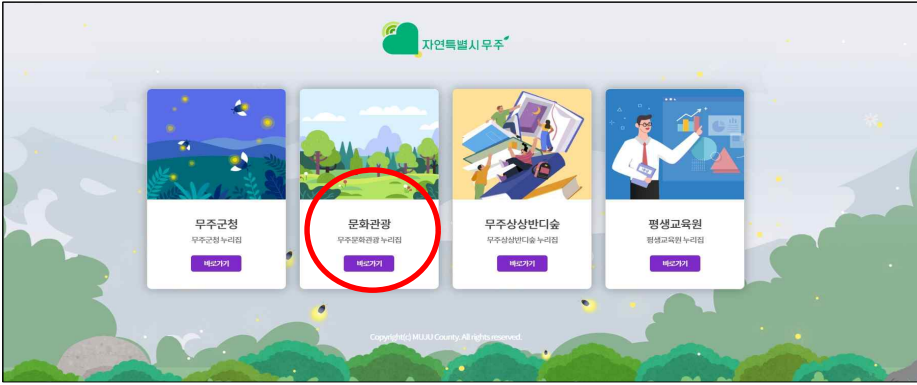 자연특별시 무주
무주군청
무주군청 누리집
바로가기
문화관광
무주문화관광 누리집
바로가기
무주상상반디숲
무주상상반디숲 누리집
바로가기
평생교육원
평생교육원 누리집
바로가기
Copyright(c) MUJU County. All rights reserved.